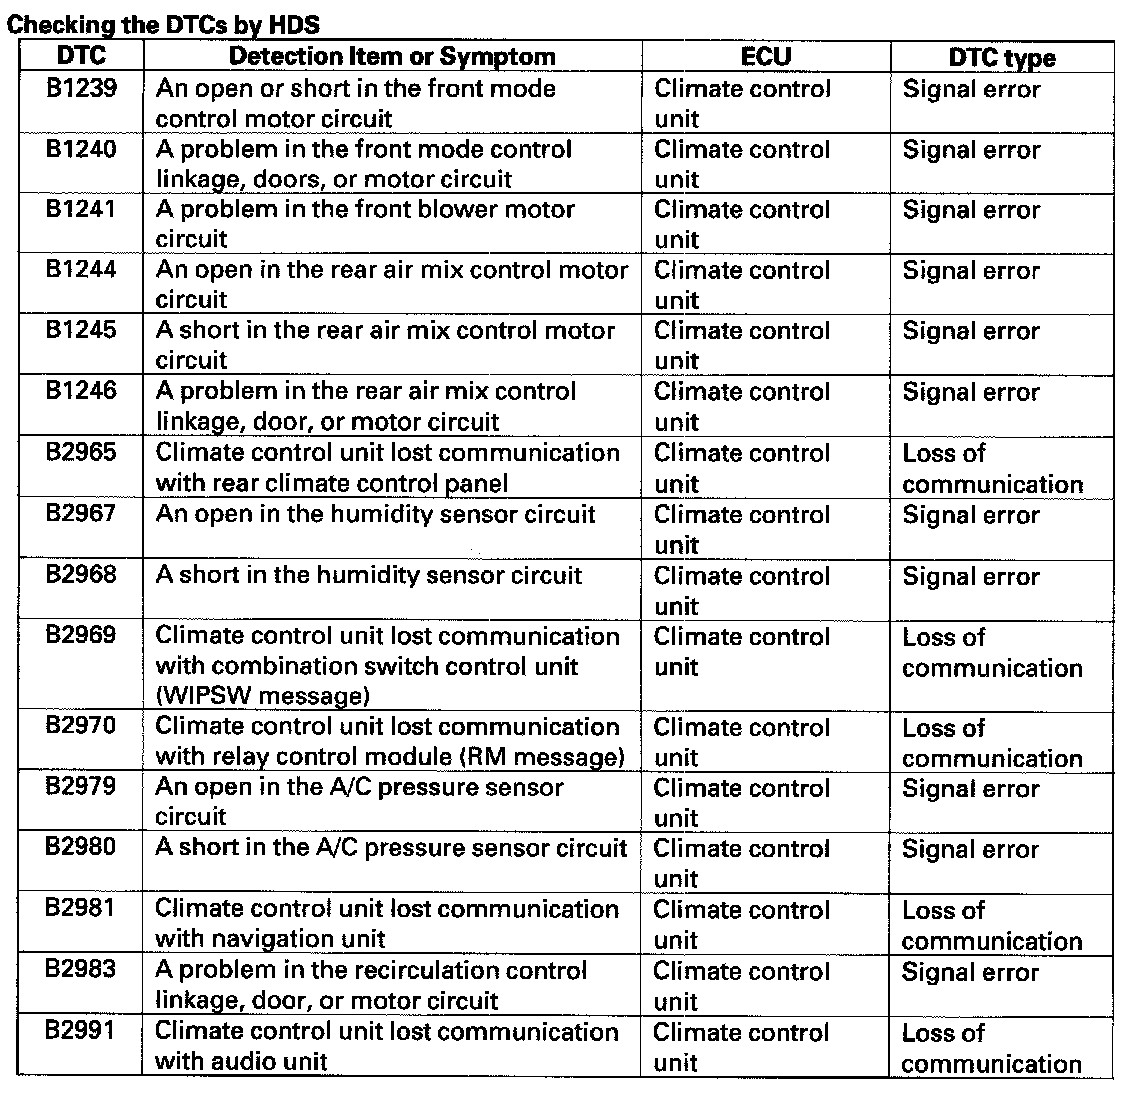 Checking the DTCs by HDS
DTC Detection Item or Symptom ECU DTC type
B1239 An open or short in the front mode Climate control Signal error
control motor circuit unit
B1240 A problem in the front mode control Climate control Signal error
linkage, doors, or motor circuit unit
B1241 A problem in the front blower motor Climate control Signal error
circuit unit
B1244 An open in the rear air mix control motor Climate control Signal error
circuit unit
B1245 A short in the rear air mix control motor Climate control Signal error
circuit unit
B1246 A problem in the rear air mix control Climate control Signal error
linkage, door, or motor circuit unit
B2965 Climate control unit lost communication Climate control Loss of
with rear climate control panel unit communication
B2967 An open in the humidity sensor circuit Climate control Signal error
unit
B2968 A short in the humidity sensor circuit Climate control Signal error
unit
B2969 Climate control unit lost communication Climate control Loss of
with combination switch control unit unit communication
(WIPSW message)
B2970 Climate control unit lost communication Climate control Loss of
with relay control module (RM message) unit communication
B2979 An open in the A/C pressure sensor Climate control Signal error
circuit unit
B2980 A short in the A/C pressure sensor circuit Climate control Signal error
unit
B2981 Climate control unit lost communication Climate control Loss of
with navigation unit unit communication
B2983 A problem in the recirculation control Climate control Signal error
linkage, door, or motor circuit unit
B2991 Climate control unit lost communication Climate control Loss of
with audio unit unit communication